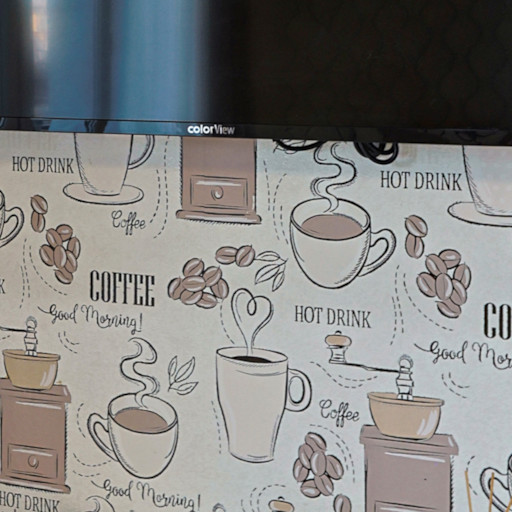 colorView
HOT DRINK
HOT DRINK
Coffee
COFFEE
Good Morning!
HOT DRINK
CO
Good Mor
Coffee
Good Morning!
HOT DRINK